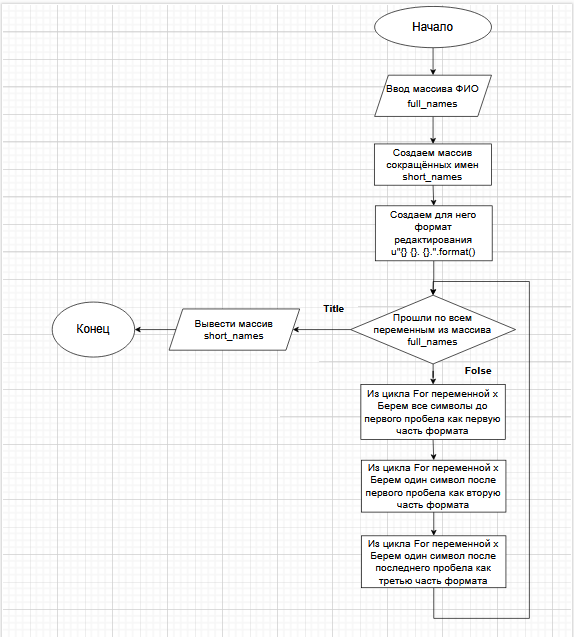 Начало
Ввод массива ФИО
full_names
Создаем массив
сокращённых имен
short_names
Создаем для него
формат
редактирования
u"{} {}. {}.".format()
Прошли по всем
переменным из массива
full_names
Title
Вывести массив
short_names
Конец
Folse
Из цикла For переменной x
Берем все символы до
первого пробела как первую
часть формата
Из цикла For переменной x
Берем один символ после
первого пробела как вторую
часть формата
Из цикла For переменной x
Берем один символ после
последнего пробела как
третью часть формата